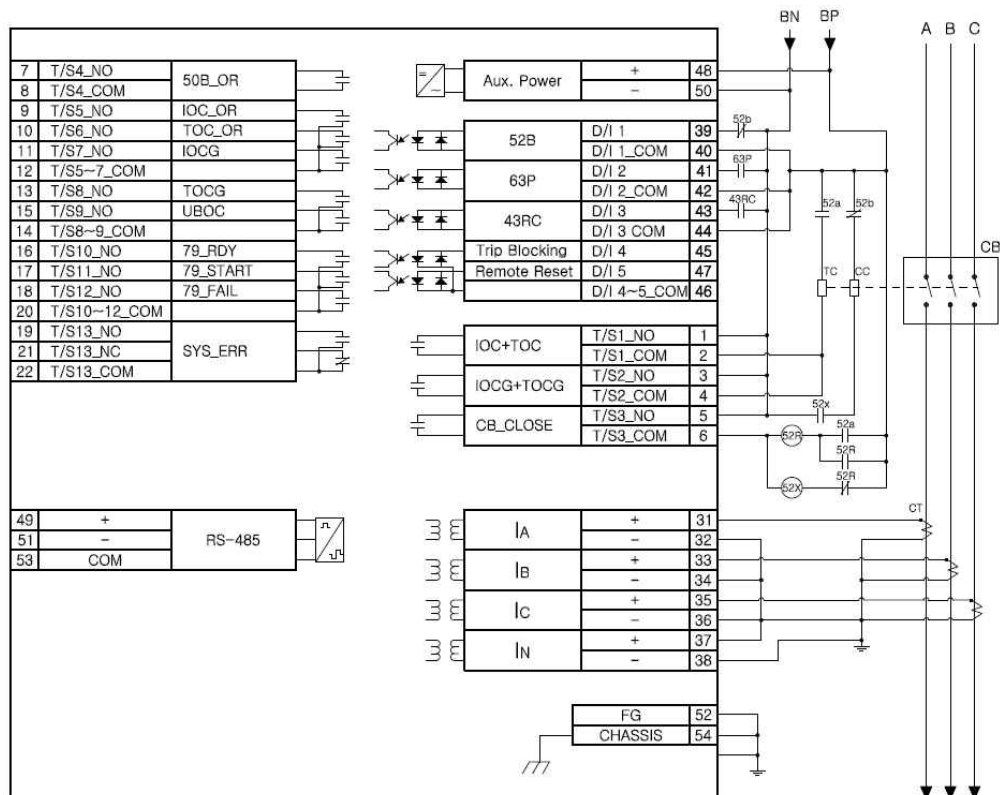 BN BP
A B C
7 T/S4_NO 50B_OR
8 T/S4_COM
9 T/S5_NO IOC_OR
10 T/S6_NO TOC_OR
11 T/S7_NO IOCG
12 T/S5~7_COM
13 T/S8_NO TOCG
15 T/S9_NO UBOC
14 T/S8~9_COM
16 T/S10_NO 79_RDY
17 T/S11_NO 79_START
18 T/S12_NO 79_FAIL
20 T/S10~12_COM
19 T/S13_NO
21 T/S13_NC SYS_ERR
22 T/S13_COM
49 + RS-485
51 -
53 COM
Aux. Power + 48
- 50
52B D/I 1 39
D/I 1_COM 40
63P D/I 2 41
D/I 2_COM 42
43RC D/I 3 43
D/I 3 COM 44
Trip Blocking D/I 4 45
Remote Reset D/I 5 47
D/I 4~5_COM 46
IOC+TOC T/S1_NO 1
T/S1_COM 2
IOCG+TOCG T/S2_NO 3
T/S2_COM 4
CB_CLOSE T/S3_NO 5
T/S3_COM 6
IA + 31
- 32
IB + 33
- 34
IC + 35
- 36
IN + 37
- 38
FG 52
CHASSIS 54
52b
63P
43RC
52a 52b
TC CC
CB
52x
52R 52a
52R
52X 52R
CT